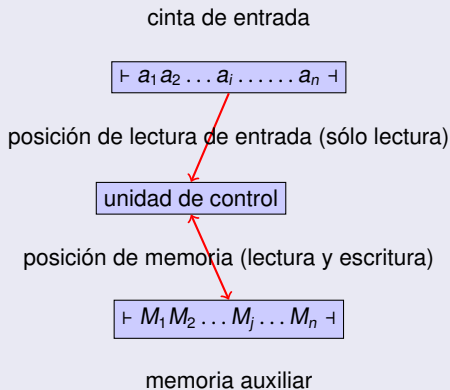 cinta de entrada
⊢ a₁a₂ … aᵢ …… aₙ ⊣
posición de lectura de entrada (sólo lectura)
unidad de control
posición de memoria (lectura y escritura)
⊢ M₁M₂ … Mⱼ … Mₙ ⊣
memoria auxiliar